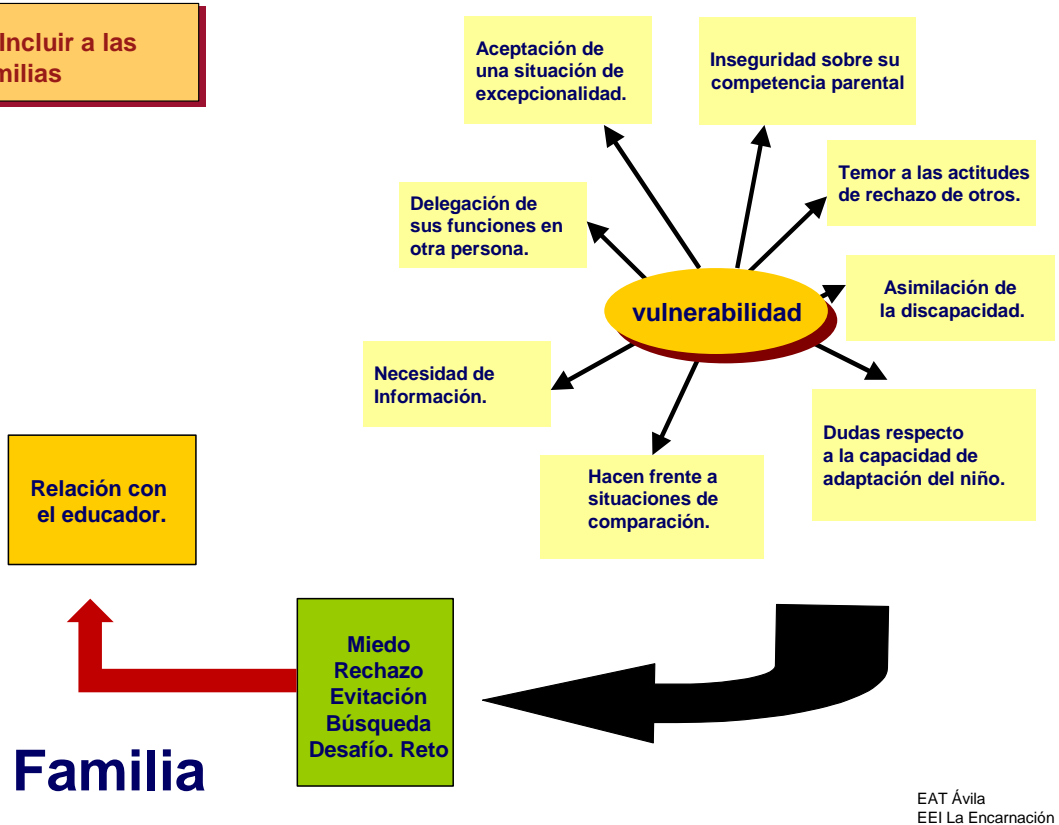 Incluir a las
milias
Aceptación de
una situación de
excepcionalidad.
Inseguridad sobre su
competencia parental
Temor a las actitudes
de rechazo de otros.
Delegación de
sus funciones en
otra persona.
Asimilación de
la discapacidad.
vulnerabilidad
Necesidad de
Información.
Dudas respecto
a la capacidad de
adaptación del niño.
Hacen frente a
situaciones de
comparación.
Relación con
el educador.
Miedo
Rechazo
Evitación
Búsqueda
Desafío. Reto
Familia
EAT Ávila
EEI La Encarnación